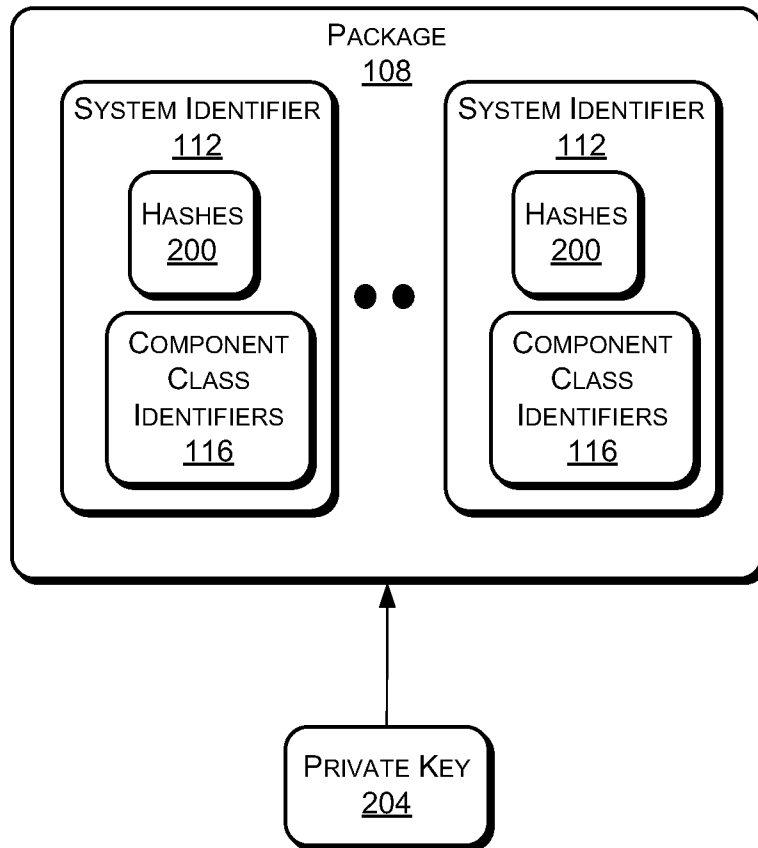 PACKAGE
108
SYSTEM IDENTIFIER
112
HASHES
200
COMPONENT
CLASS
IDENTIFIERS
116
SYSTEM IDENTIFIER
112
HASHES
200
COMPONENT
CLASS
IDENTIFIERS
116
PRIVATE KEY
204